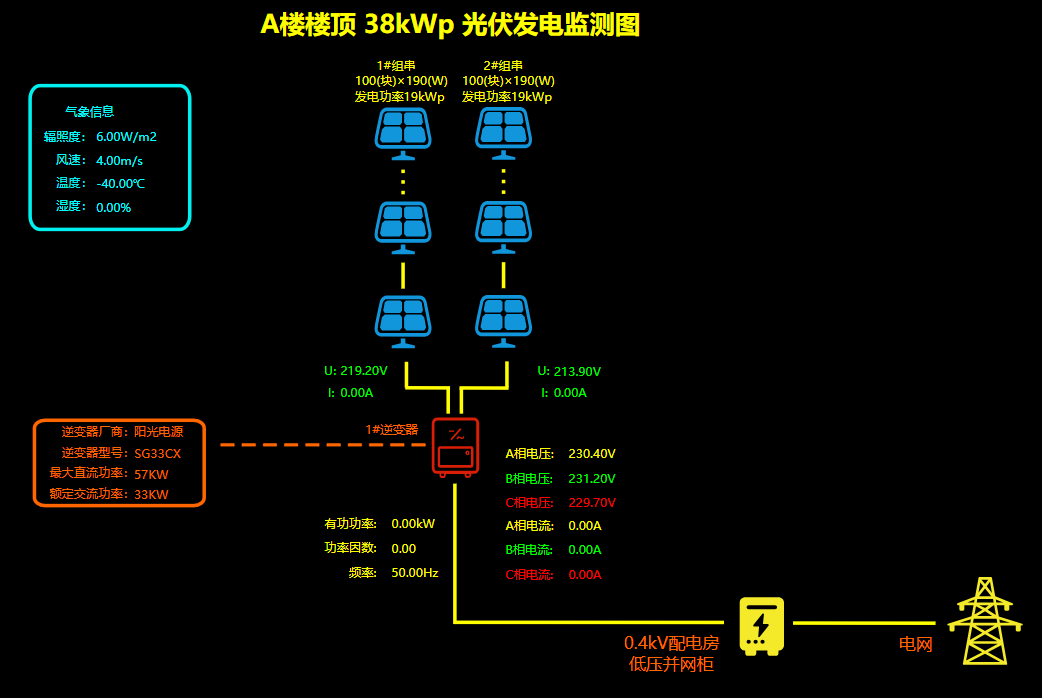 A楼楼顶 38kWp 光伏发电监测图
1#组串
100(块)×190(W)
发电功率19kWp
2#组串
100(块)×190(W)
发电功率19kWp
气象信息
辐照度: 6.00W/m2
风速: 4.00m/s
温度: -40.00℃
湿度: 0.00%
U: 219.20V
I: 0.00A
U: 213.90V
I: 0.00A
1#逆变器
逆变器厂商: 阳光电源
逆变器型号: SG33CX
最大直流功率: 57KW
额定交流功率: 33KW
A相电压: 230.40V
B相电压: 231.20V
C相电压: 229.70V
A相电流: 0.00A
B相电流: 0.00A
C相电流: 0.00A
有功功率: 0.00kW
功率因数: 0.00
频率: 50.00Hz
0.4kV配电房
低压并网柜
电网